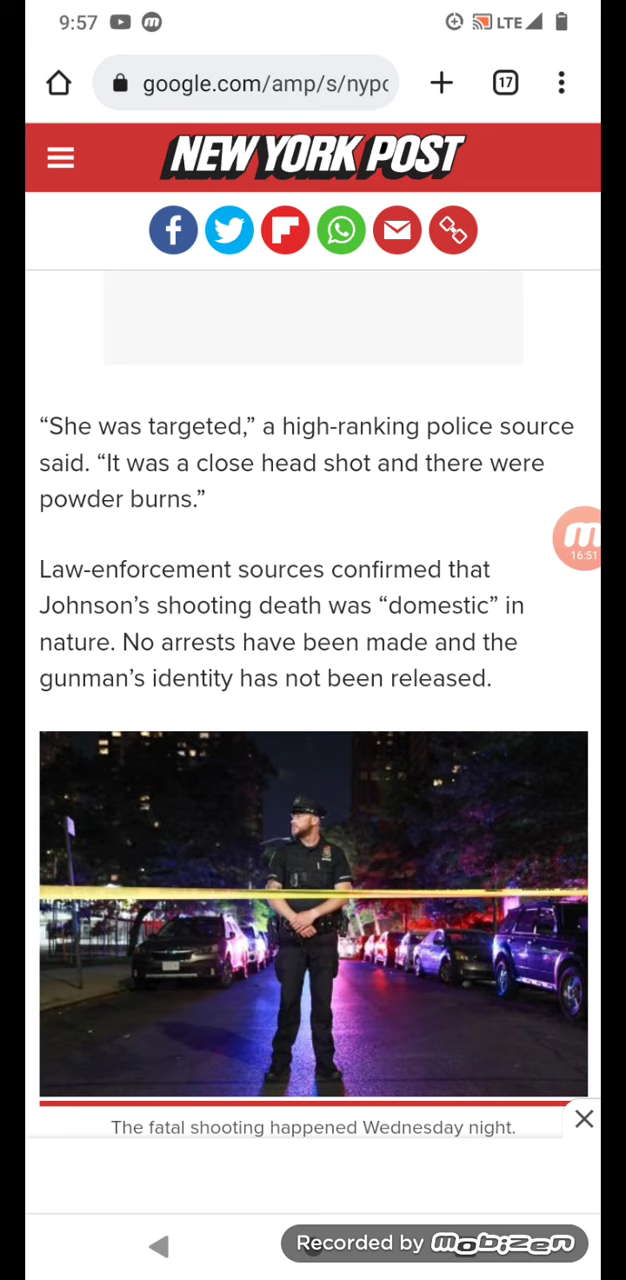 9:57
LTE
google.com/amp/s/nypo
17
NEW YORK POST
“She was targeted,” a high-ranking police source
said. “It was a close head shot and there were
powder burns.”
16:51
Law-enforcement sources confirmed that
Johnson’s shooting death was “domestic” in
nature. No arrests have been made and the
gunman’s identity has not been released.
The fatal shooting happened Wednesday night.
Recorded by mobizen